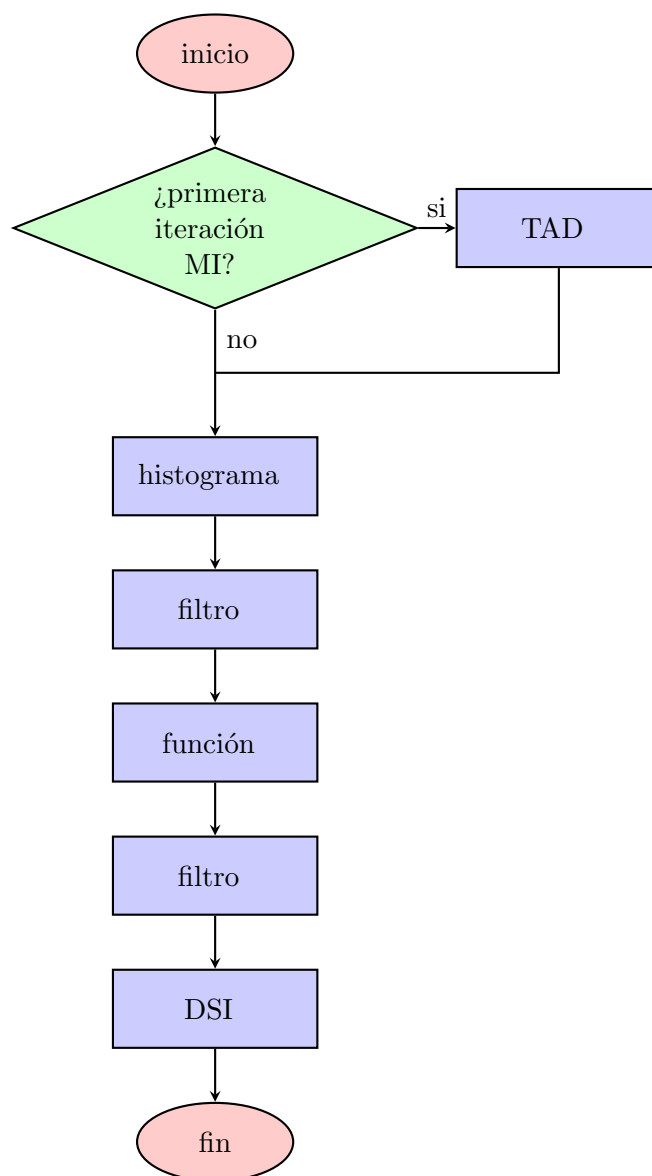 inicio
¿primera
iteración
MI?
si
TAD
no
histograma
filtro
función
filtro
DSI
fin